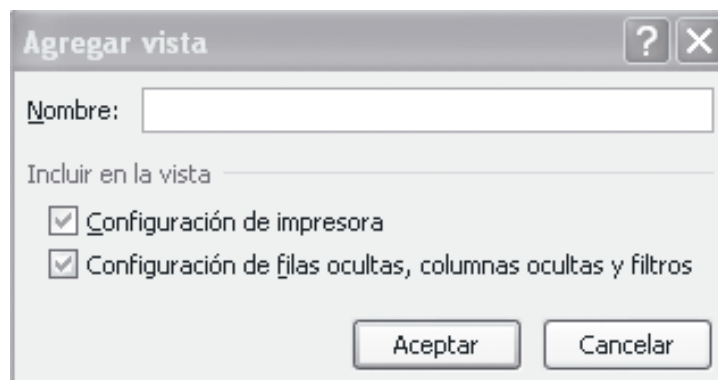 Agregar vista
Nombre:
Incluir en la vista
Configuración de impresora
Configuración de filas ocultas, columnas ocultas y filtros
Aceptar Cancelar